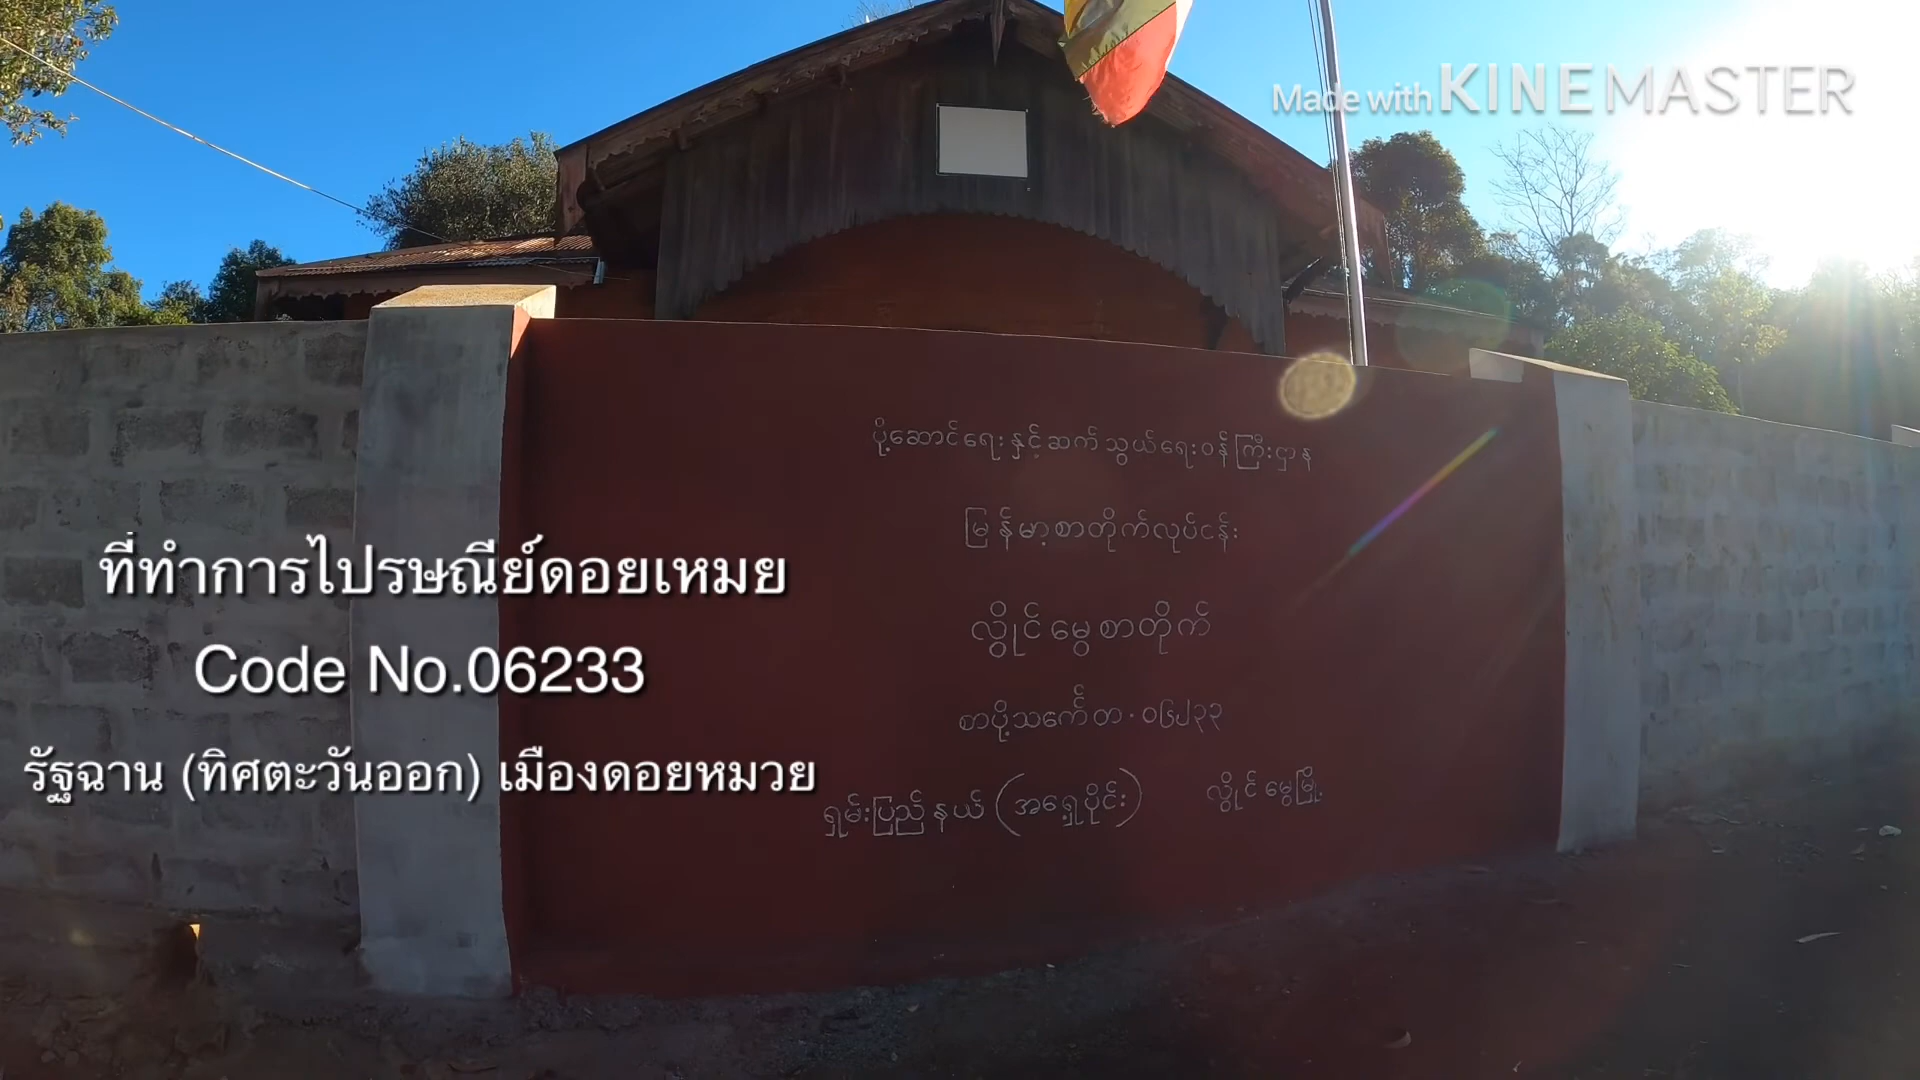 Made with KINEMASTER
ပို့ဆောင်ရေးနှင့်ဆက်သွယ်ရေးဝန်ကြီးဌာန
မြန်မာ့စာတိုက်လုပ်ငန်း
လွိုင်မွေစာတိုက်
စာပို့သင်္ကေတ · ၀၆၂၃၃
ရှမ်းပြည်နယ် (အရှေ့ပိုင်း) လွိုင်မွေမြို့
ที่ทำการไปรษณีย์ดอยเหมย
Code No.06233
รัฐฉาน (ทิศตะวันออก) เมืองดอยหมวย